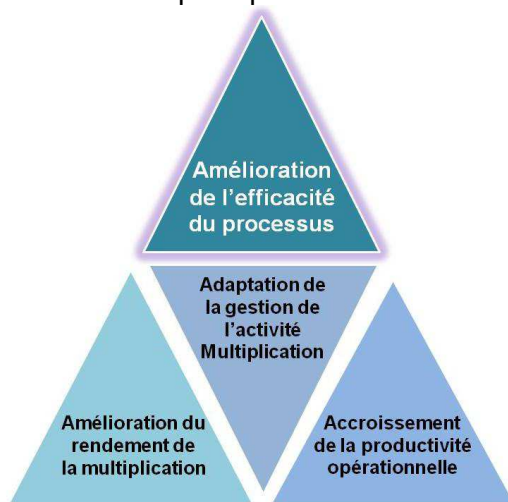 Amélioration
de l'efficacité
du processus
Adaptation de
la gestion de
l'activité
Multiplication
Amélioration du
rendement de
la multiplication
Accroissement
de la productivité
opérationnelle